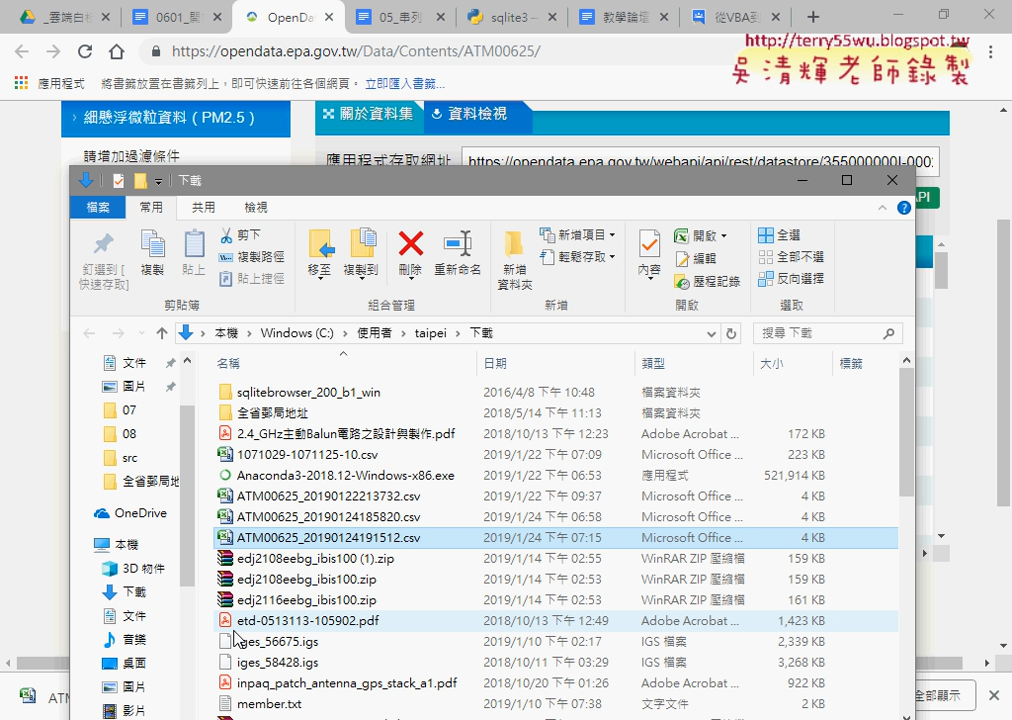 _雲端白板
0601_開
OpenDa
05_串列
sqlite3 –
教學論壇
從VBA到
https://opendata.epa.gov.tw/Data/Contents/ATM00625/
http://terry55wu.blogspot.tw
吳清輝老師錄製
應用程式 將書籤放置在書籤列上，即可快速前往各個網頁。 立即匯入書籤...
細懸浮微粒資料（PM2.5）
關於資料集 資料檢視
請增加過濾條件
應用程式存取網址 https://opendata.epa.gov.tw/webapi/api/rest/datastore/355000000I-000
PI
下載
檔案 常用 共用 檢視
釘選到 [快速存取]
複製
貼上
剪下
複製路徑
貼上捷徑
移至
複製到
刪除
重新命名
新增資料夾
新增項目
輕鬆存取
內容
開啟
編輯
歷程記錄
全選
全部不選
反向選擇
剪貼簿 組合管理 新增 開啟 選取
本機 > Windows (C:) > 使用者 > taipei > 下載
搜尋 下載
名稱 日期 類型 大小 標籤
文件
圖片
07
08
src
全省郵局地
OneDrive
本機
3D 物件
下載
文件
音樂
桌面
圖片
影片
sqlitebrowser_200_b1_win 2016/4/8 下午 10:48 檔案資料夾
全省郵局地址 2018/5/14 下午 11:13 檔案資料夾
2.4_GHz主動Balun電路之設計與製作.pdf 2018/10/13 下午 12:23 Adobe Acrobat ... 172 KB
1071029-1071125-10.csv 2019/1/22 下午 07:09 Microsoft Office ... 223 KB
Anaconda3-2018.12-Windows-x86.exe 2019/1/22 下午 06:53 應用程式 521,914 KB
ATM00625_20190122213732.csv 2019/1/22 下午 09:37 Microsoft Office ... 4 KB
ATM00625_20190124185820.csv 2019/1/24 下午 06:58 Microsoft Office ... 4 KB
ATM00625_20190124191512.csv 2019/1/24 下午 07:15 Microsoft Office ... 4 KB
edj2108eebg_ibis100 (1).zip 2019/1/14 下午 02:55 WinRAR ZIP 壓縮檔 159 KB
edj2108eebg_ibis100.zip 2019/1/14 下午 02:53 WinRAR ZIP 壓縮檔 159 KB
edj2116eebg_ibis100.zip 2019/1/14 下午 02:53 WinRAR ZIP 壓縮檔 161 KB
etd-0513113-105902.pdf 2018/10/13 下午 12:49 Adobe Acrobat ... 1,423 KB
iges_56675.igs 2019/1/10 下午 02:17 IGS 檔案 2,339 KB
iges_58428.igs 2018/10/11 下午 03:29 IGS 檔案 3,268 KB
inpaq_patch_antenna_gps_stack_a1.pdf 2018/10/20 下午 01:26 Adobe Acrobat ... 922 KB
member.txt 2019/1/10 下午 07:38 文字文件 2 KB
ATM
全部顯示